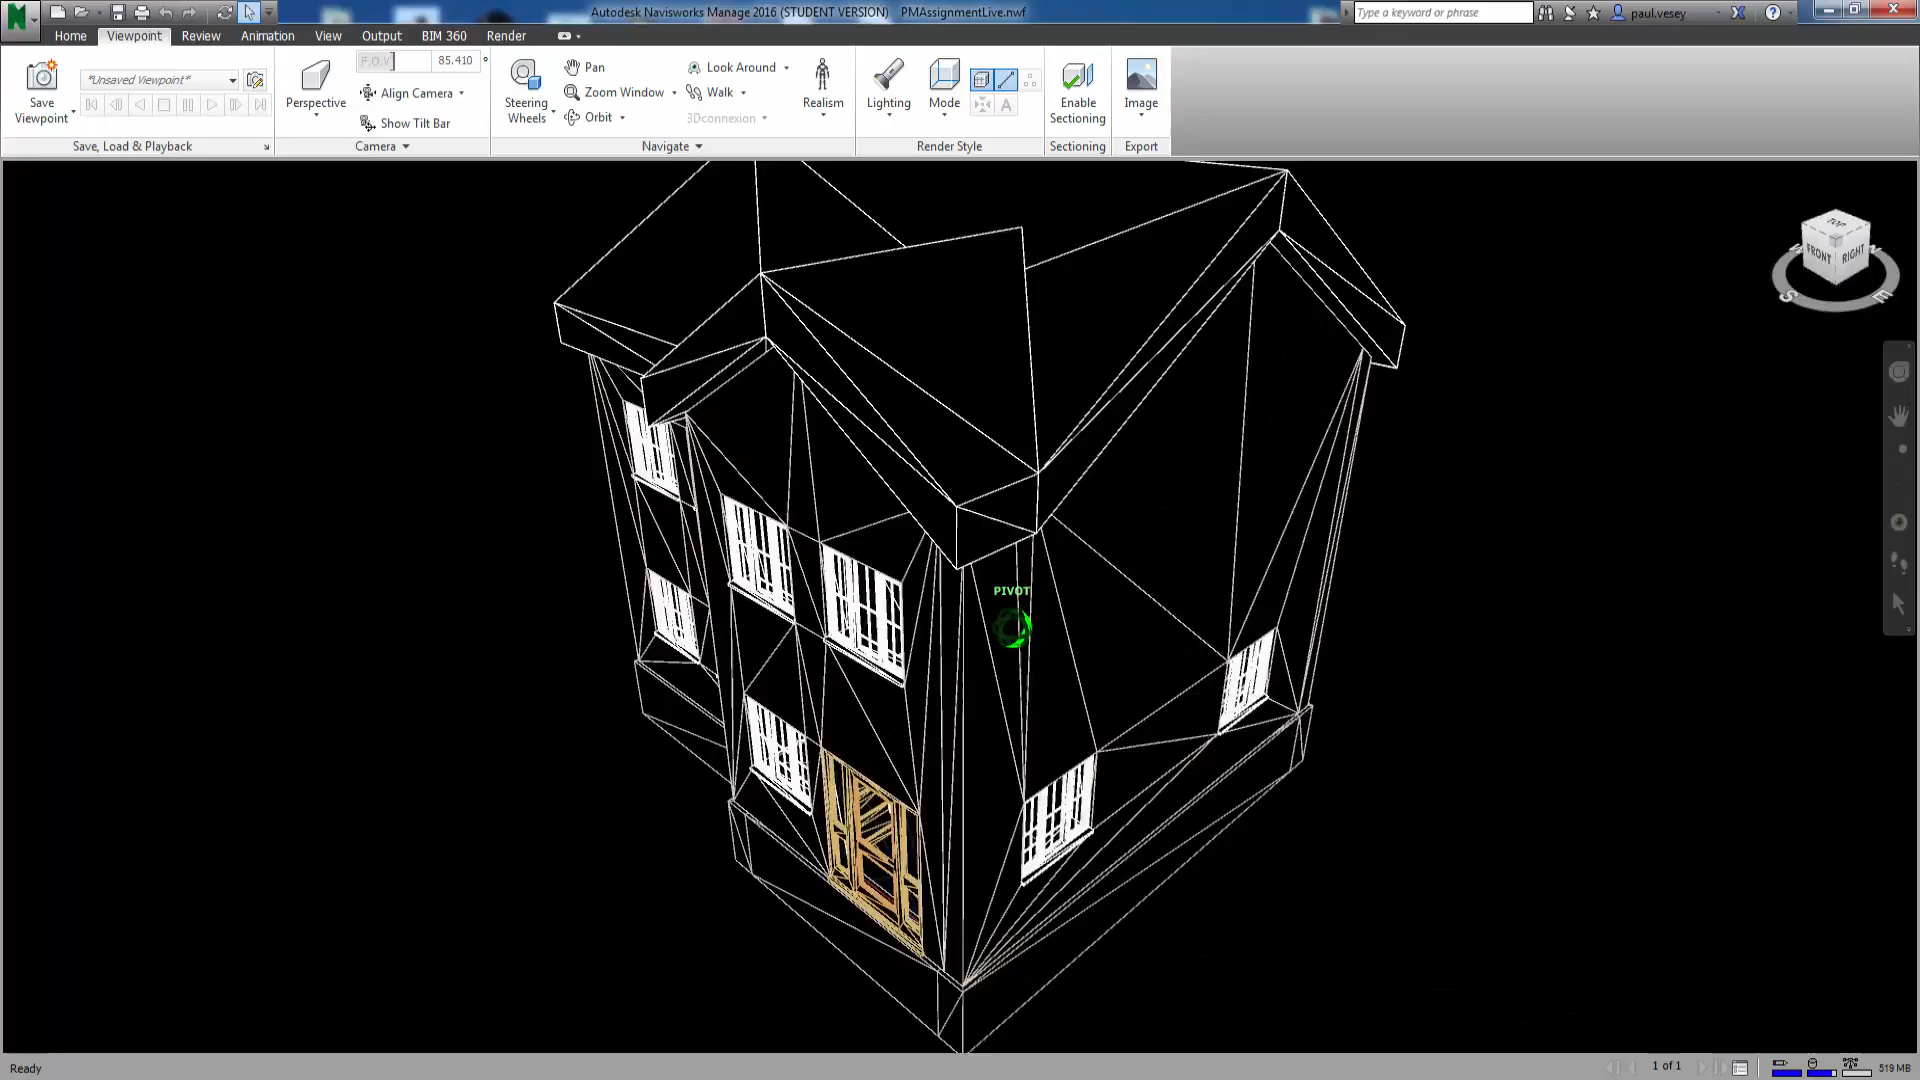 Autodesk Navisworks Manage 2016 (STUDENT VERSION) PMAssignmentLive.nwf
Type a keyword or phrase
paul.vesey
Home Viewpoint Review Animation View Output BIM 360 Render
Save Viewpoint
*Unsaved Viewpoint*
Save, Load & Playback
Perspective
F.O.V. 85.410 °
Align Camera
Show Tilt Bar
Camera
Steering Wheels
Pan
Zoom Window
Orbit
Look Around
Walk
3Dconnexion
Realism
Navigate
Lighting
Mode
A
Render Style
Enable Sectioning
Sectioning
Image
Export
TOP
FRONT RIGHT
S E
PIVOT
Ready
1 of 1
519 MB